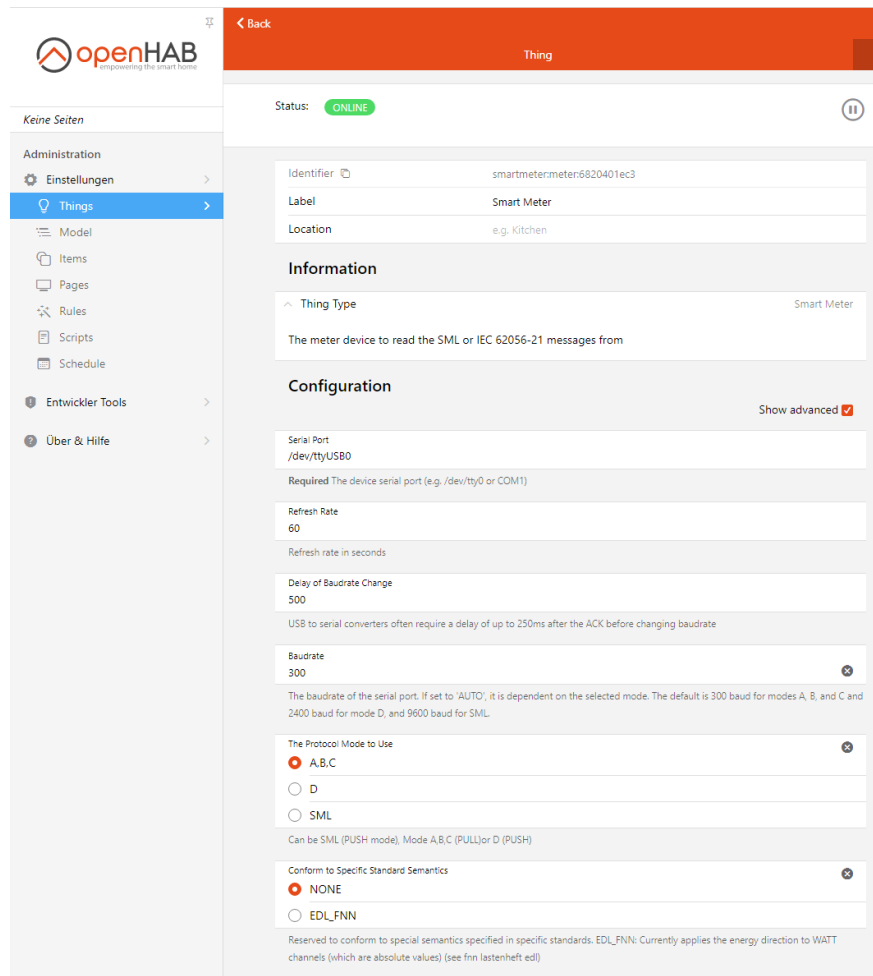 openHAB
empowering the smart home
Keine Seiten
Administration
Einstellungen
Things
Model
Items
Pages
Rules
Scripts
Schedule
Entwickler Tools
Über & Hilfe
Back
Thing
Status: ONLINE
Identifier smartmeter:meter:6820401ec3
Label Smart Meter
Location e.g. Kitchen
Information
Thing Type Smart Meter
The meter device to read the SML or IEC 62056-21 messages from
Configuration
Show advanced
Serial Port
/dev/ttyUSB0
Required The device serial port (e.g. /dev/tty0 or COM1)
Refresh Rate
60
Refresh rate in seconds
Delay of Baudrate Change
500
USB to serial converters often require a delay of up to 250ms after the ACK before changing baudrate
Baudrate
300
The baudrate of the serial port. If set to 'AUTO', it is dependent on the selected mode. The default is 300 baud for modes A, B, and C and
2400 baud for mode D, and 9600 baud for SML.
The Protocol Mode to Use
A,B,C
D
SML
Can be SML (PUSH mode), Mode A,B,C (PULL)or D (PUSH)
Conform to Specific Standard Semantics
NONE
EDL_FNN
Reserved to conform to special semantics specified in specific standards. EDL_FNN: Currently applies the energy direction to WATT
channels (which are absolute values) (see fnn lastenheft edl)